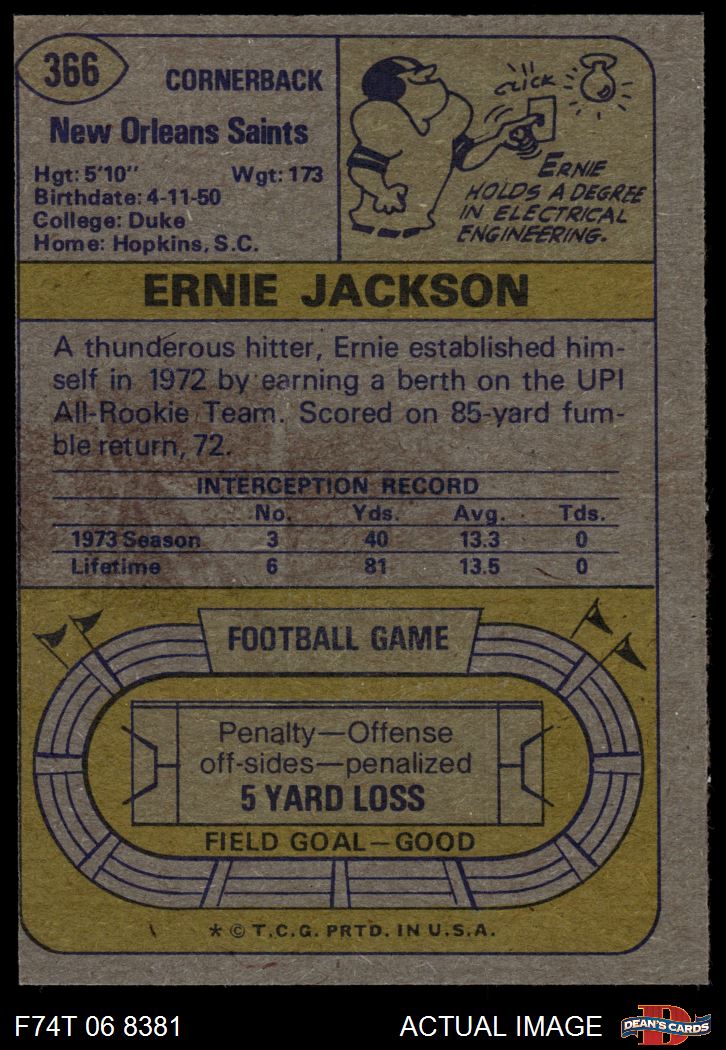 366
CORNERBACK
New Orleans Saints
Hgt: 5'10" Wgt: 173
Birthdate: 4-11-50
College: Duke
Home: Hopkins, S.C.
CLICK
ERNIE
HOLDS A DEGREE
IN ELECTRICAL
ENGINEERING.
ERNIE JACKSON
A thunderous hitter, Ernie established him-
self in 1972 by earning a berth on the UPI
All-Rookie Team. Scored on 85-yard fum-
ble return, 72.
INTERCEPTION RECORD
No. Yds. Avg. Tds.
1973 Season 3 40 13.3 0
Lifetime 6 81 13.5 0
FOOTBALL GAME
Penalty—Offense
off-sides—penalized
5 YARD LOSS
FIELD GOAL—GOOD
* © T.C.G. PRTD. IN U.S.A.
F74T 06 8381 ACTUAL IMAGE
D
DEAN'S CARDS